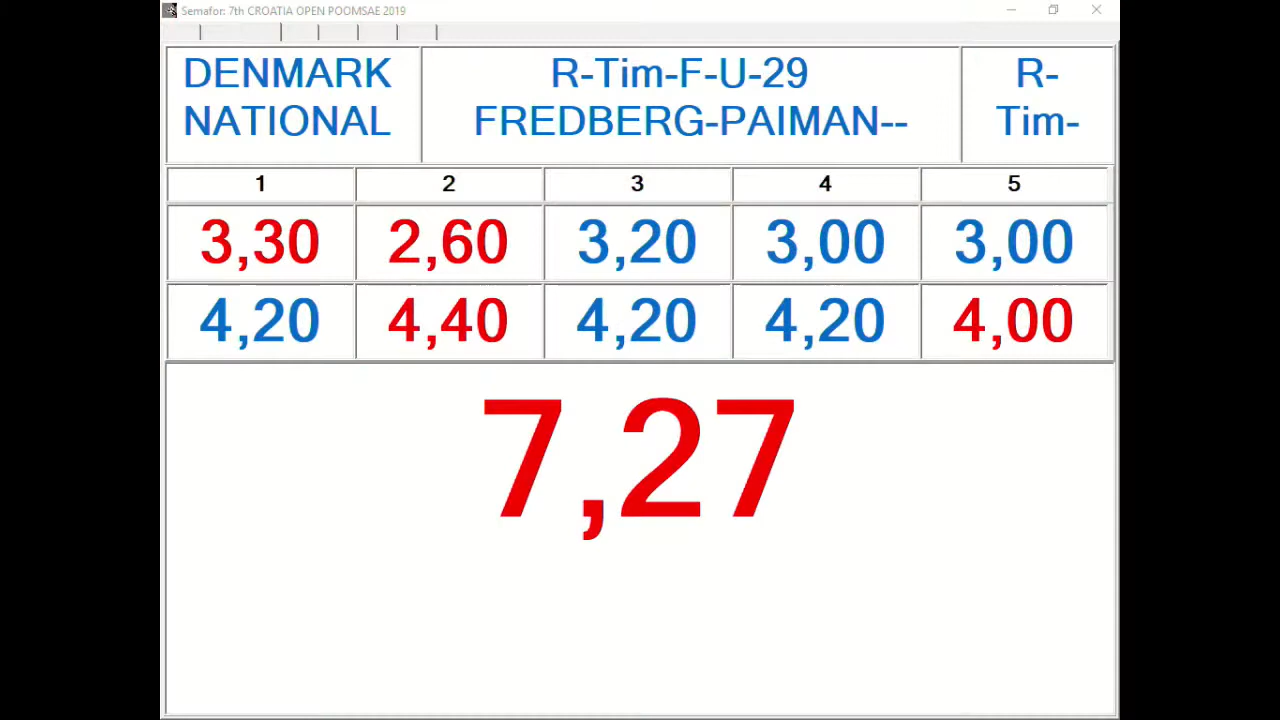 Semafor: 7th CROATIA OPEN POOMSAE 2019
DENMARK
NATIONAL
R-Tim-F-U-29
FREDBERG-PAIMAN--
R-
Tim-
1 2 3 4 5
3,30 2,60 3,20 3,00 3,00
4,20 4,40 4,20 4,20 4,00
7,27